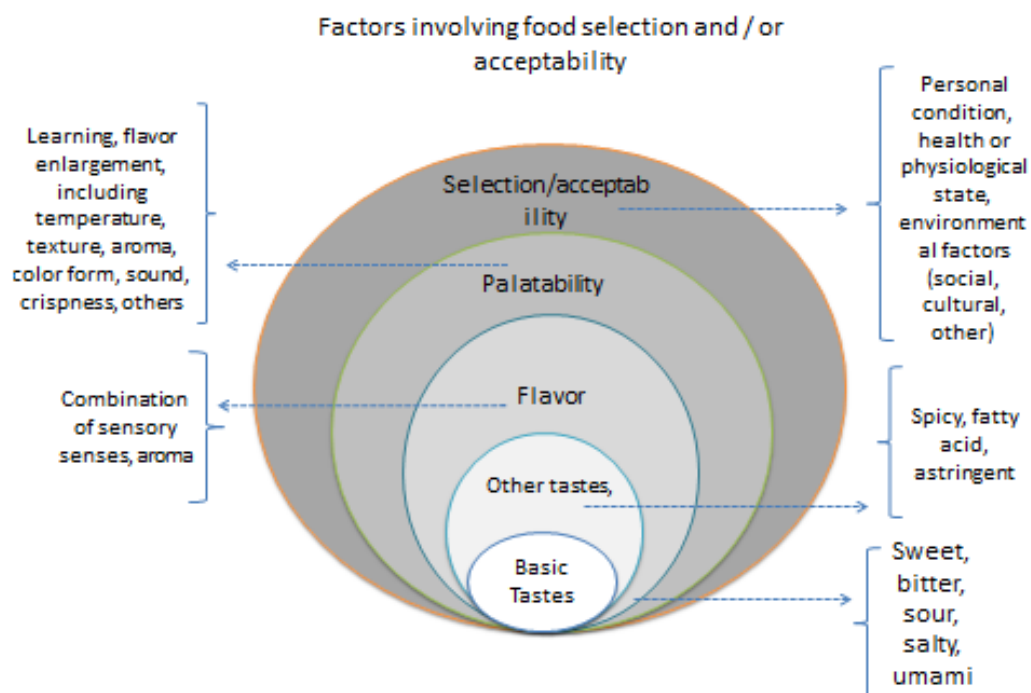 Factors involving food selection and / or
acceptability
Learning, flavor
enlargement,
including
temperature,
texture, aroma,
color form, sound,
crispness, others
Personal
condition,
health or
physiological
state,
environment
al factors
(social,
cultural,
other)
Selection/acceptab
ility
Palatability
Combination
of sensory
senses, aroma
Flavor
Spicy, fatty
acid,
astringent
Other tastes,
Basic
Tastes
Sweet,
bitter,
sour,
salty,
umami